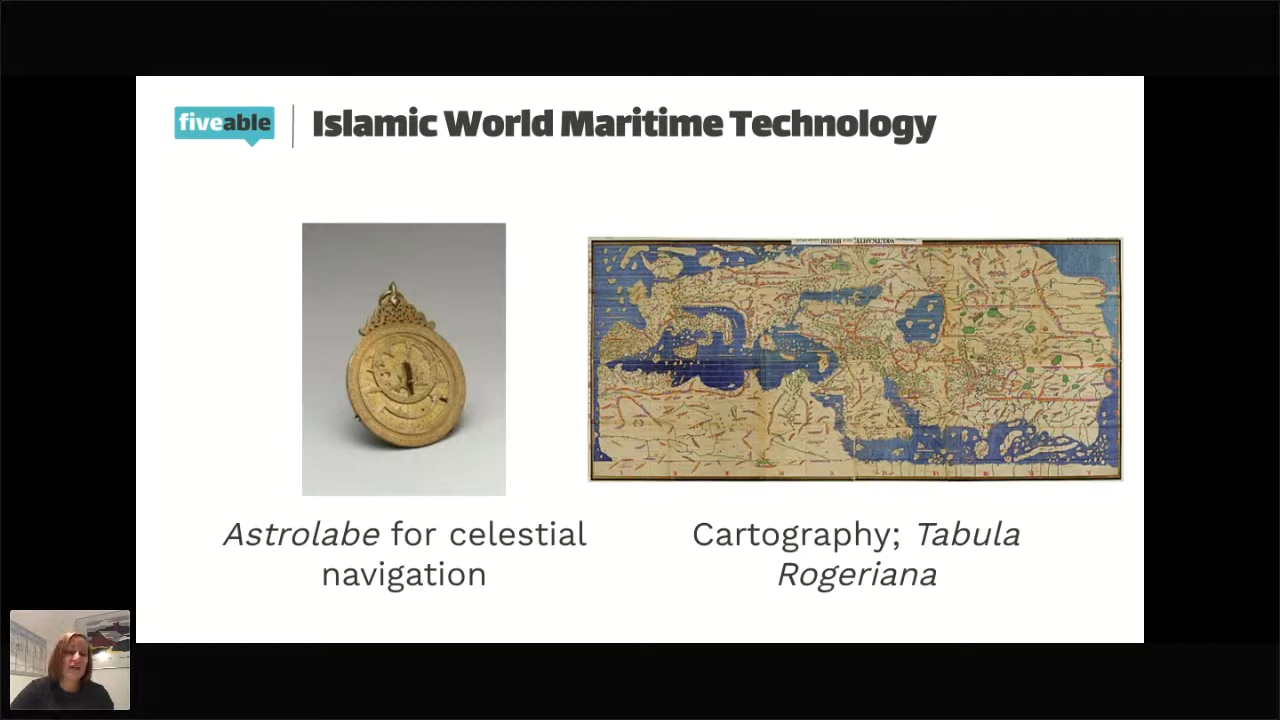 fiveable
Islamic World Maritime Technology
Astrolabe for celestial
navigation
Cartography; Tabula
Rogeriana